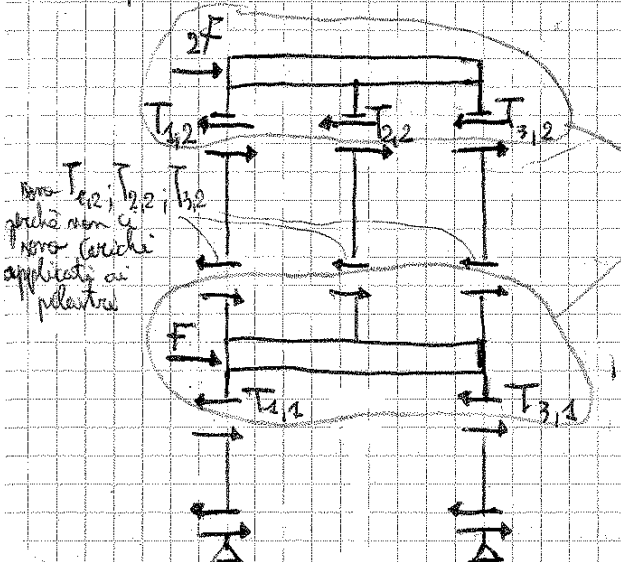 2F
T1,2
T2,2
T3,2
sono T1,2; T2,2; T3,2
perché non ci
sono carichi
applicati ai
pilastri
F
T1,1
T3,1